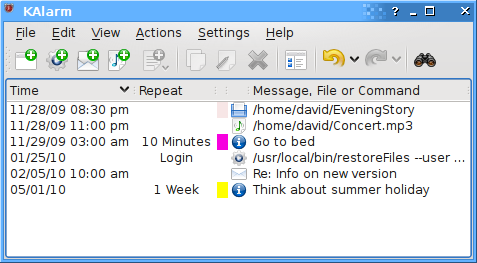 KAlarm
File Edit View Actions Settings Help
Time Repeat Message, File or Command
11/28/09 08:30 pm /home/david/EveningStory
11/28/09 11:00 pm /home/david/Concert.mp3
11/29/09 03:00 am 10 Minutes Go to bed
01/25/10 Login /usr/local/bin/restoreFiles --user ...
02/05/10 10:00 am Re: Info on new version
05/01/10 1 Week Think about summer holiday